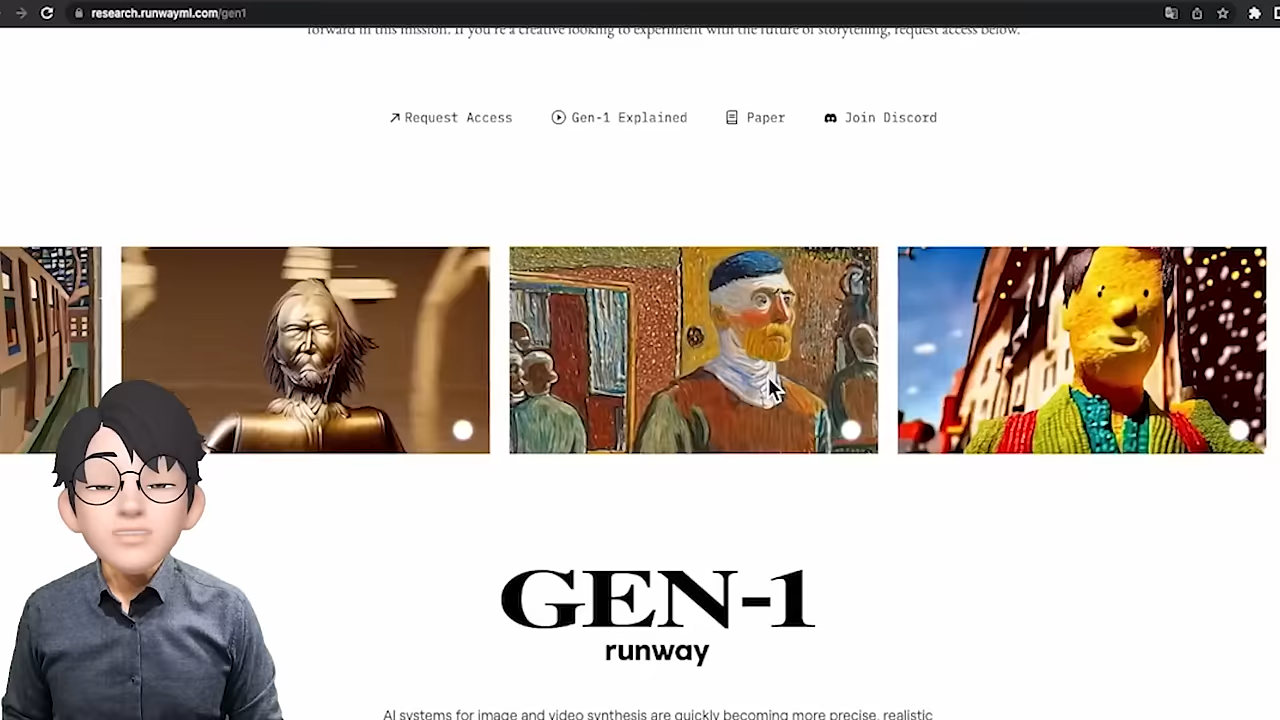 research.runwayml.com/gen1
forward in this mission. If you're a creative looking to experiment with the future of storytelling, request access below.
Request Access
Gen-1 Explained
Paper
Join Discord
GEN-1
runway
AI systems for image and video synthesis are quickly becoming more precise, realistic